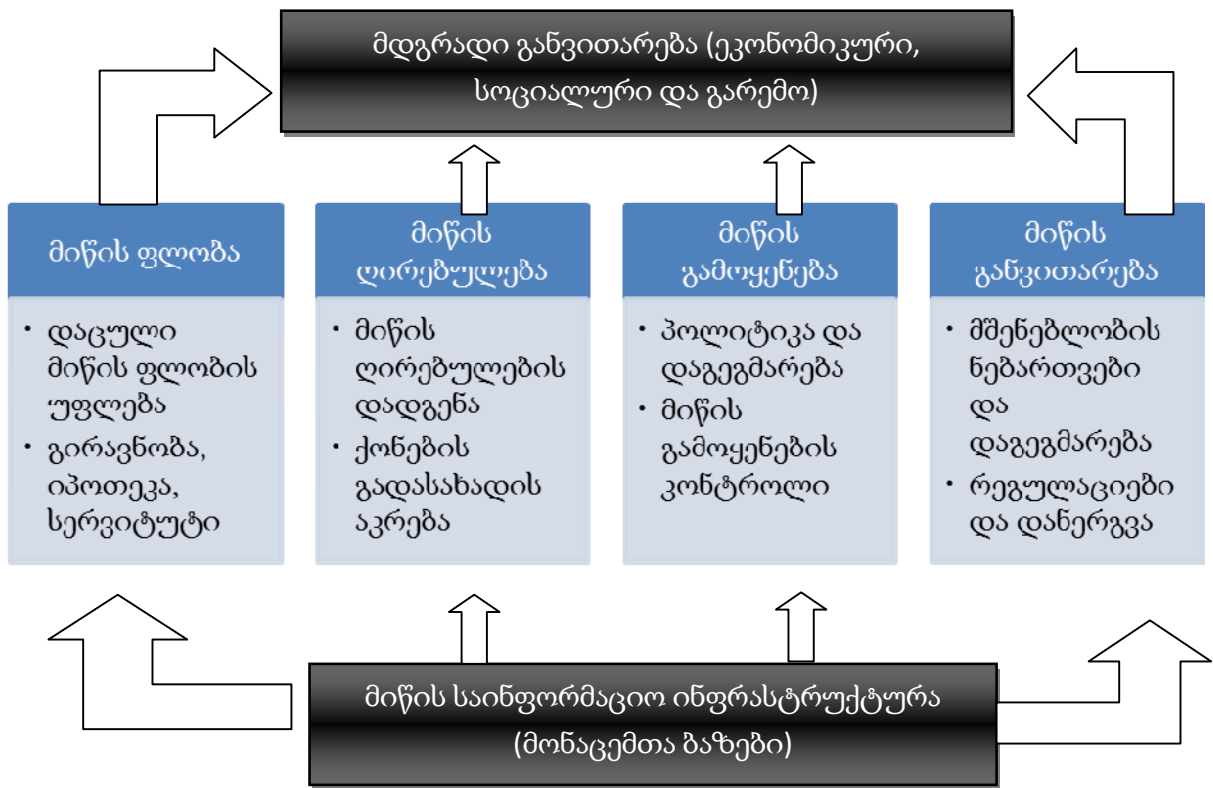 მდგრადი განვითარება (ეკონომიკური,
სოციალური და გარემო)
მიწის ფლობა
• დაცული
მიწის ფლობის
უფლება
• გირავნობა,
იპოთეკა,
სერვიტუტი
მიწის
ღირებულება
• მიწის
ღირებულების
დადგენა
• ქონების
გადასახადის
აკრება
მიწის
გამოყენება
• პოლიტიკა და
დაგეგმარება
• მიწის
გამოყენების
კონტროლი
მიწის
განვითარება
• მშენებლობის
ნებართვები
და
დაგეგმარება
• რეგულაციები
და დანერგვა
მიწის საინფორმაციო ინფრასტრუქტურა
(მონაცემთა ბაზები)